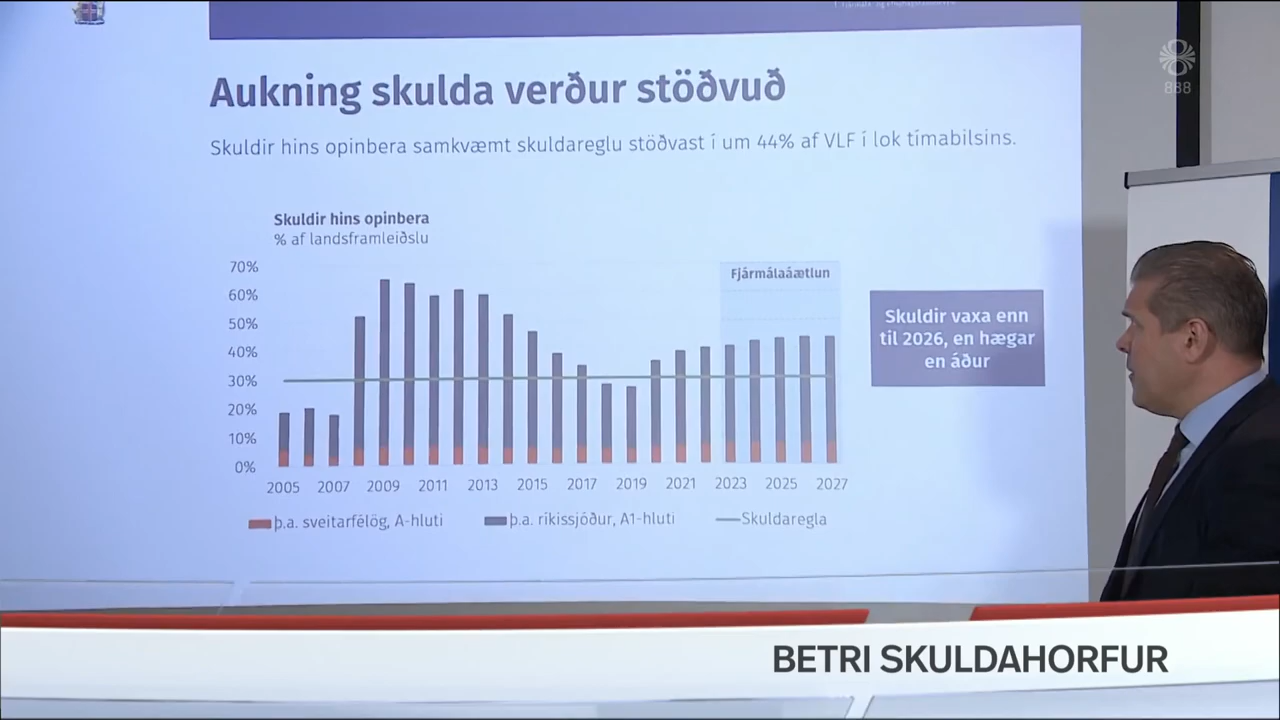 Aukning skulda verður stöðvuð
Skuldir hins opinbera samkvæmt skuldareglu stöðvast í um 44% af VLF í lok tímabilsins.
888
Skuldir hins opinbera
% af landsframleiðslu
70%
60%
50%
40%
30%
20%
10%
0%
Fjármálaáætlun
Skuldir vaxa enn
til 2026, en hægar
en áður
2005 2007 2009 2011 2013 2015 2017 2019 2021 2023 2025 2027
þ.a. sveitarfélög, A-hluti þ.a. ríkissjóður, A1-hluti Skuldaregla
BETRI SKULDAHORFUR